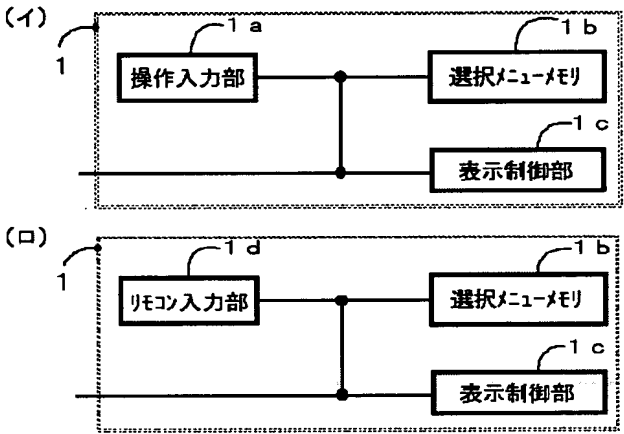 (イ)
1
1a
操作入力部
1b
選択ﾒﾆｭｰﾒﾓﾘ
1c
表示制御部
(ロ)
1
1d
ﾘﾓｺﾝ入力部
1b
選択ﾒﾆｭｰﾒﾓﾘ
1c
表示制御部